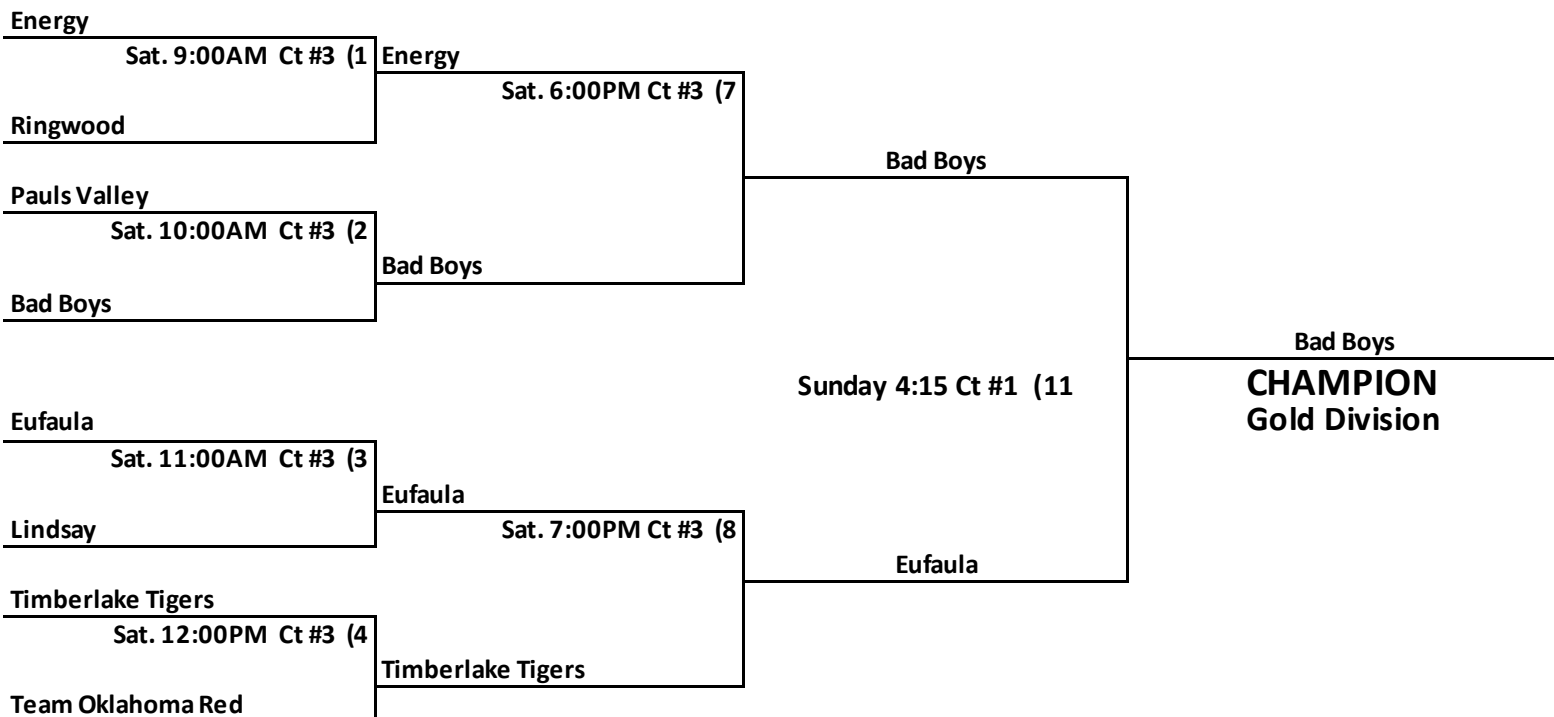 Energy
Sat. 9:00AM Ct #3 (1
Energy
Sat. 6:00PM Ct #3 (7
Ringwood
Bad Boys
Pauls Valley
Sat. 10:00AM Ct #3 (2
Bad Boys
Bad Boys
Bad Boys
Sunday 4:15 Ct #1 (11
CHAMPION
Gold Division
Eufaula
Sat. 11:00AM Ct #3 (3
Eufaula
Lindsay
Sat. 7:00PM Ct #3 (8
Eufaula
Timberlake Tigers
Sat. 12:00PM Ct #3 (4
Timberlake Tigers
Team Oklahoma Red